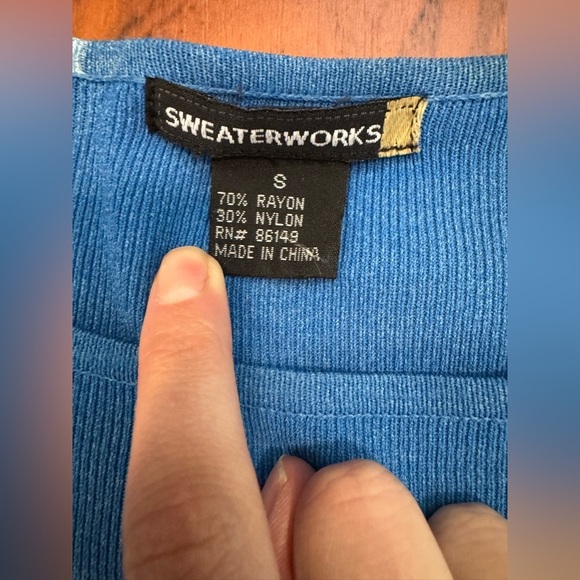 SWEATERWORKS
S
70% RAYON
30% NYLON
RN# 86149
MADE IN CHINA